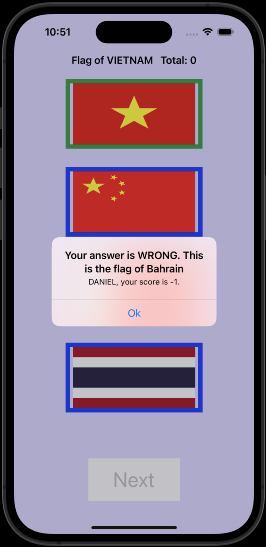 10:51
Flag of VIETNAM Total: 0
Your answer is WRONG. This
is the flag of Bahrain
DANIEL, your score is -1.
Ok
Next